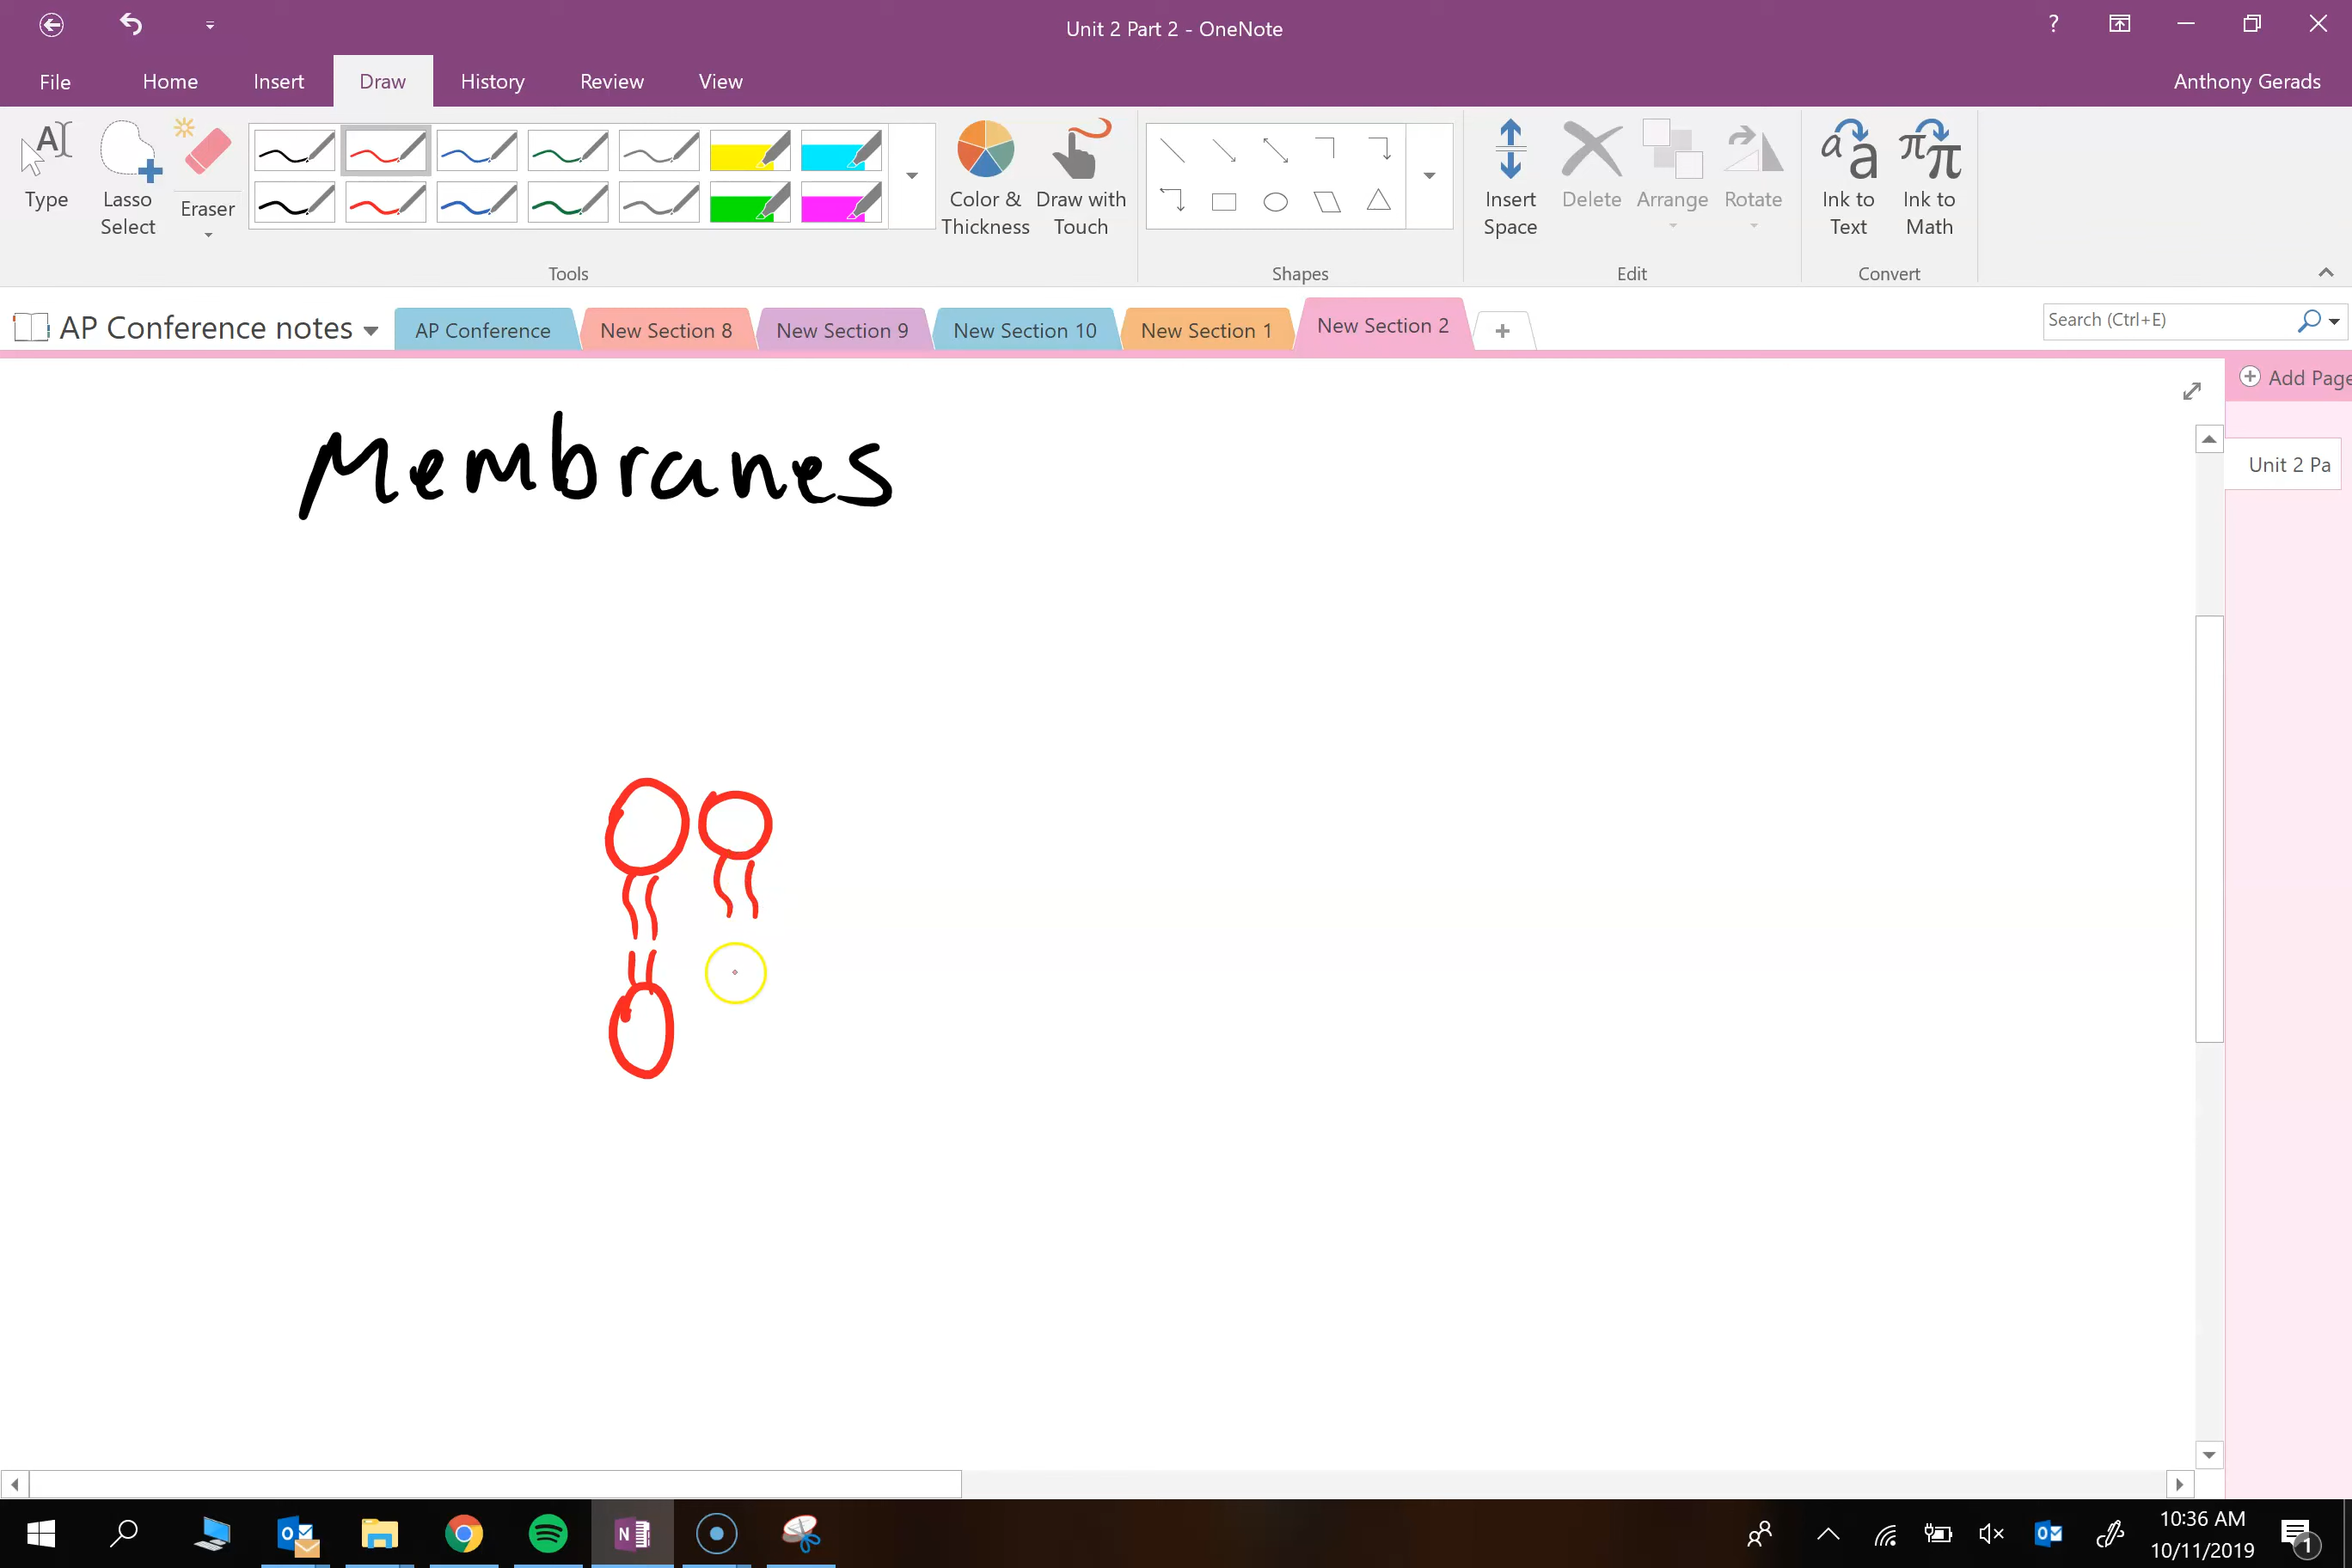 Unit 2 Part 2 - OneNote
?
File
Home
Insert
Draw
History
Review
View
Anthony Gerads
Type
Lasso
Select
Eraser
Color &
Thickness
Draw with
Touch
Insert
Space
Delete
Arrange
Rotate
Ink to
Text
Ink to
Math
Tools
Shapes
Edit
Convert
AP Conference notes
AP Conference
New Section 8
New Section 9
New Section 10
New Section 1
New Section 2
Search (Ctrl+E)
Add Page
Unit 2 Pa
Membranes
10:36 AM
10/11/2019
1